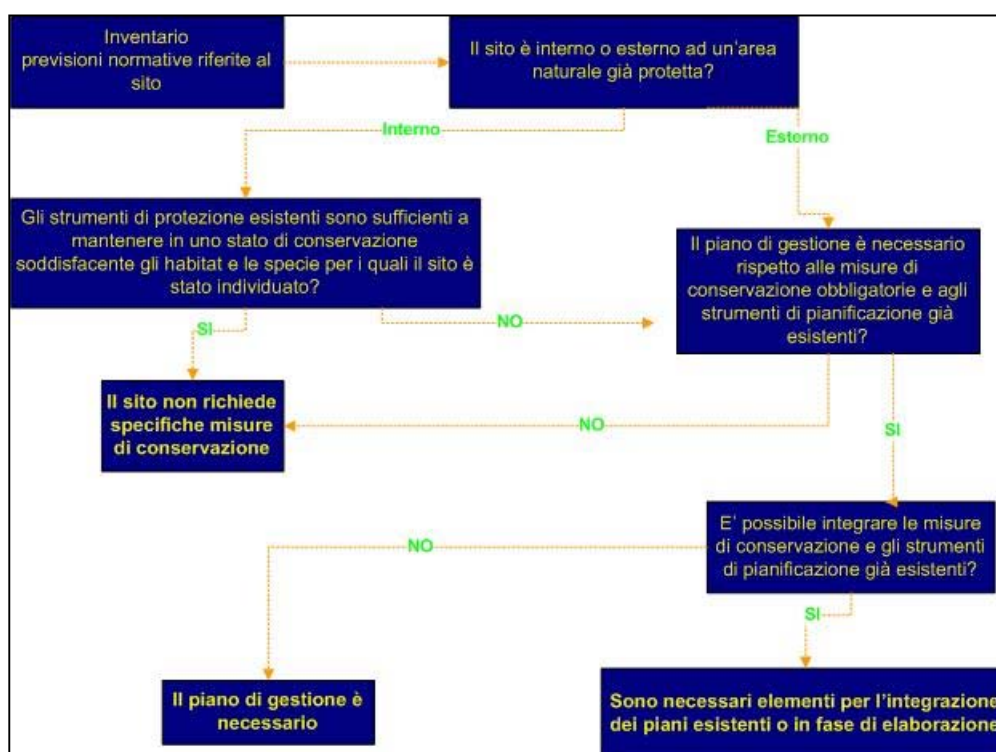 Inventario
previsioni normative riferite al
sito
Il sito è interno o esterno ad un'area
naturale già protetta?
Interno
Esterno
Gli strumenti di protezione esistenti sono sufficienti a
mantenere in uno stato di conservazione
soddisfacente gli habitat e le specie per i quali il sito è
stato individuato?
Il piano di gestione è necessario
rispetto alle misure di
conservazione obbligatorie e agli
strumenti di pianificazione già
esistenti?
SI
NO
Il sito non richiede
specifiche misure
di conservazione
NO
SI
E' possibile integrare le misure
di conservazione e gli strumenti
di pianificazione già esistenti?
NO
SI
Il piano di gestione è
necessario
Sono necessari elementi per l'integrazione
dei piani esistenti o in fase di elaborazione